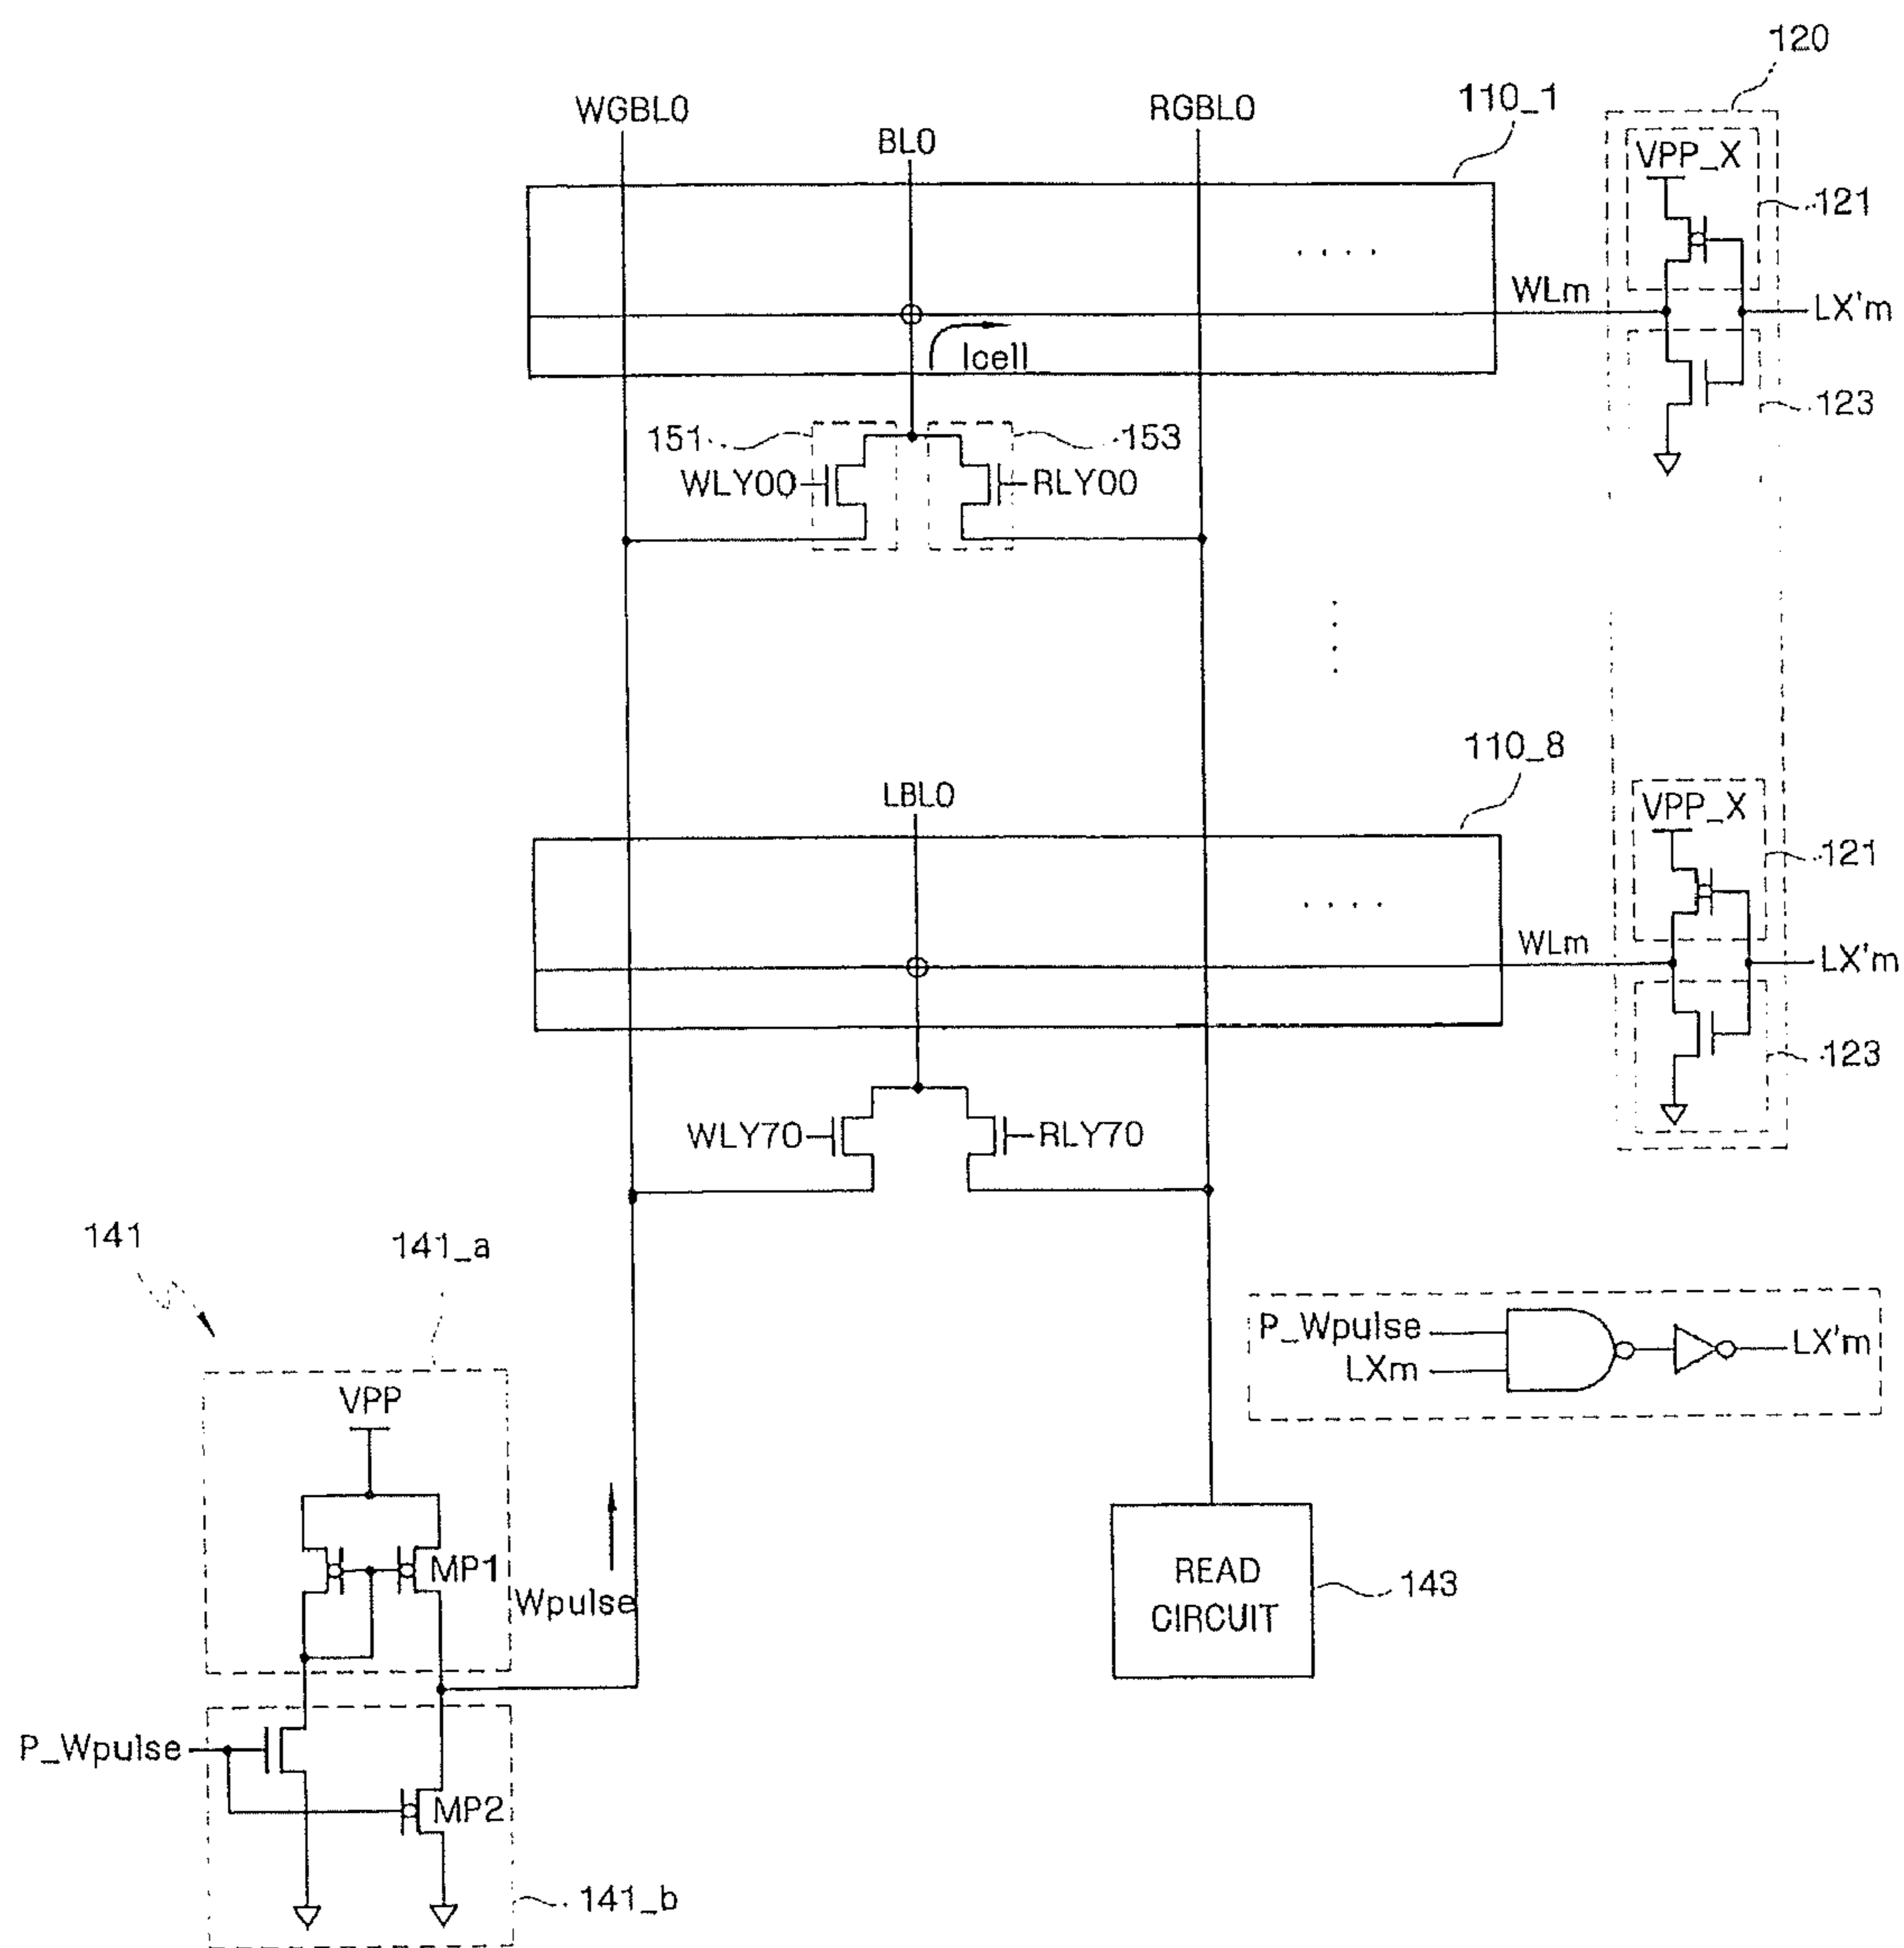 120
WGBL0
BL0
RGBL0
110_1
VPP_X
121
WLm
LX'm
Icell
123
151
153
WLY00
RLY00
110_8
LBL0
VPP_X
121
WLm
LX'm
123
WLY70
RLY70
141
141_a
P_Wpulse
LXm
LX'm
VPP
MP1
Wpulse
READ
CIRCUIT
143
P_Wpulse
MP2
141_b